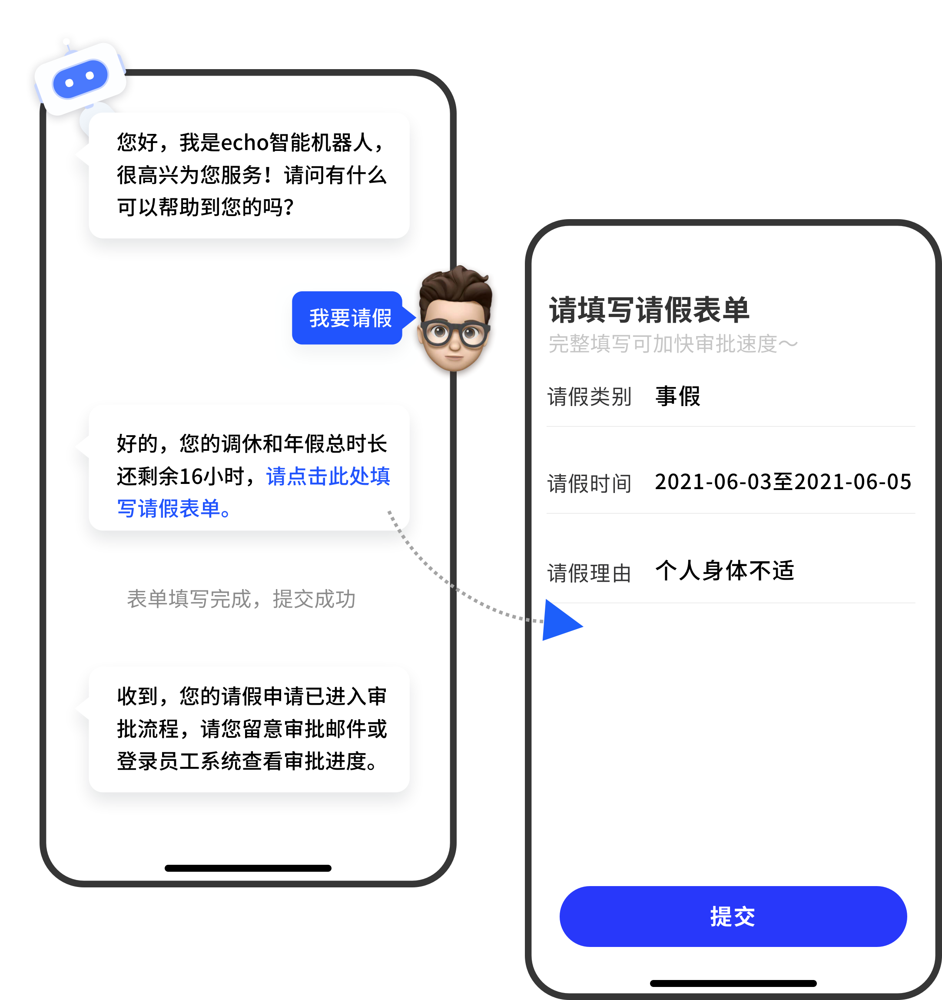 您好，我是echo智能机器人，
很高兴为您服务！请问有什么
可以帮助到您的吗？
我要请假
好的，您的调休和年假总时长
还剩余16小时，请点击此处填
写请假表单。
表单填写完成，提交成功
收到，您的请假申请已进入审
批流程，请您留意审批邮件或
登录员工系统查看审批进度。
请填写请假表单
完整填写可加快审批速度～
请假类别 事假
请假时间 2021-06-03至2021-06-05
请假理由 个人身体不适
提交